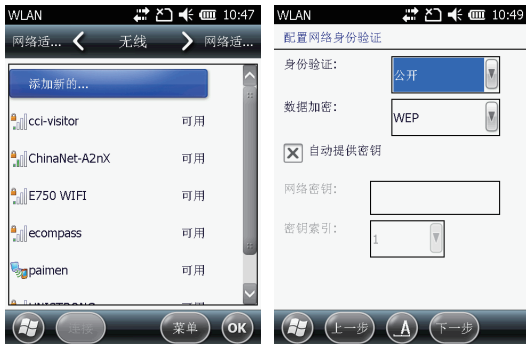 WLAN 10:47
网络适... 无线 网络适...
添加新的...
cci-visitor 可用
ChinaNet-A2nX 可用
E750 WIFI 可用
ecompass 可用
paimen 可用
连接 菜单 OK
WLAN 10:49
配置网络身份验证
身份验证: 公开
数据加密: WEP
自动提供密钥
网络密钥:
密钥索引: 1
上一步 A 下一步